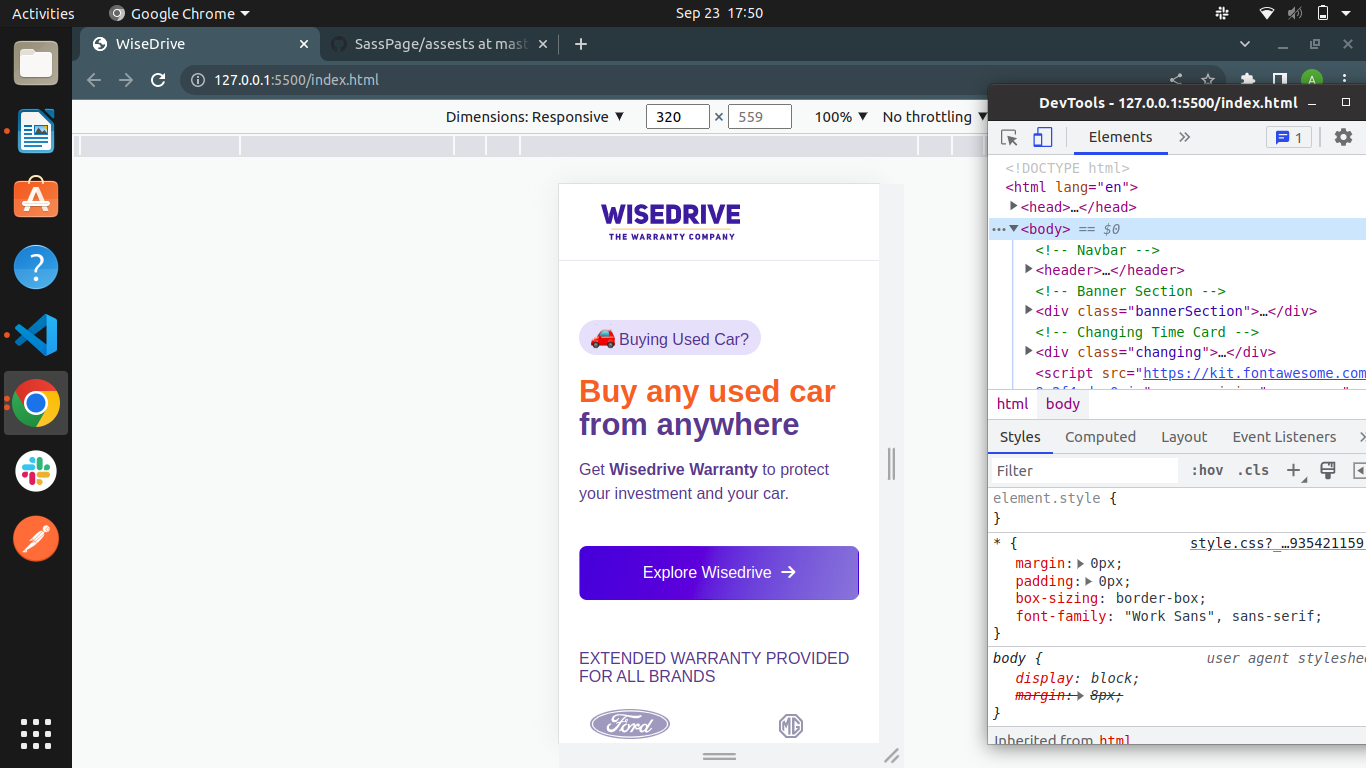 Activities Google Chrome Sep 23 17:50
WiseDrive SassPage/assests at mast
127.0.0.1:5500/index.html A
Dimensions: Responsive ▼ 320 × 559 100% ▼ No throttling ▼
WISEDRIVE
THE WARRANTY COMPANY
Buying Used Car?
Buy any used car
from anywhere
Get Wisedrive Warranty to protect
your investment and your car.
Explore Wisedrive →
EXTENDED WARRANTY PROVIDED
FOR ALL BRANDS
Ford MG
DevTools - 127.0.0.1:5500/index.html
Elements » 1
<!DOCTYPE html>
<html lang="en">
<head>…</head>
<body> == $0
<!-- Navbar -->
<header>…</header>
<!-- Banner Section -->
<div class="bannerSection">…</div>
<!-- Changing Time Card -->
<div class="changing">…</div>
<script src="https://kit.fontawesome.com
html body
Styles Computed Layout Event Listeners
Filter :hov .cls +
element.style {
}
* { style.css?_…935421159
margin: 0px;
padding: 0px;
box-sizing: border-box;
font-family: "Work Sans", sans-serif;
}
body { user agent styleshee
display: block;
margin: 8px;
}
Inherited from html